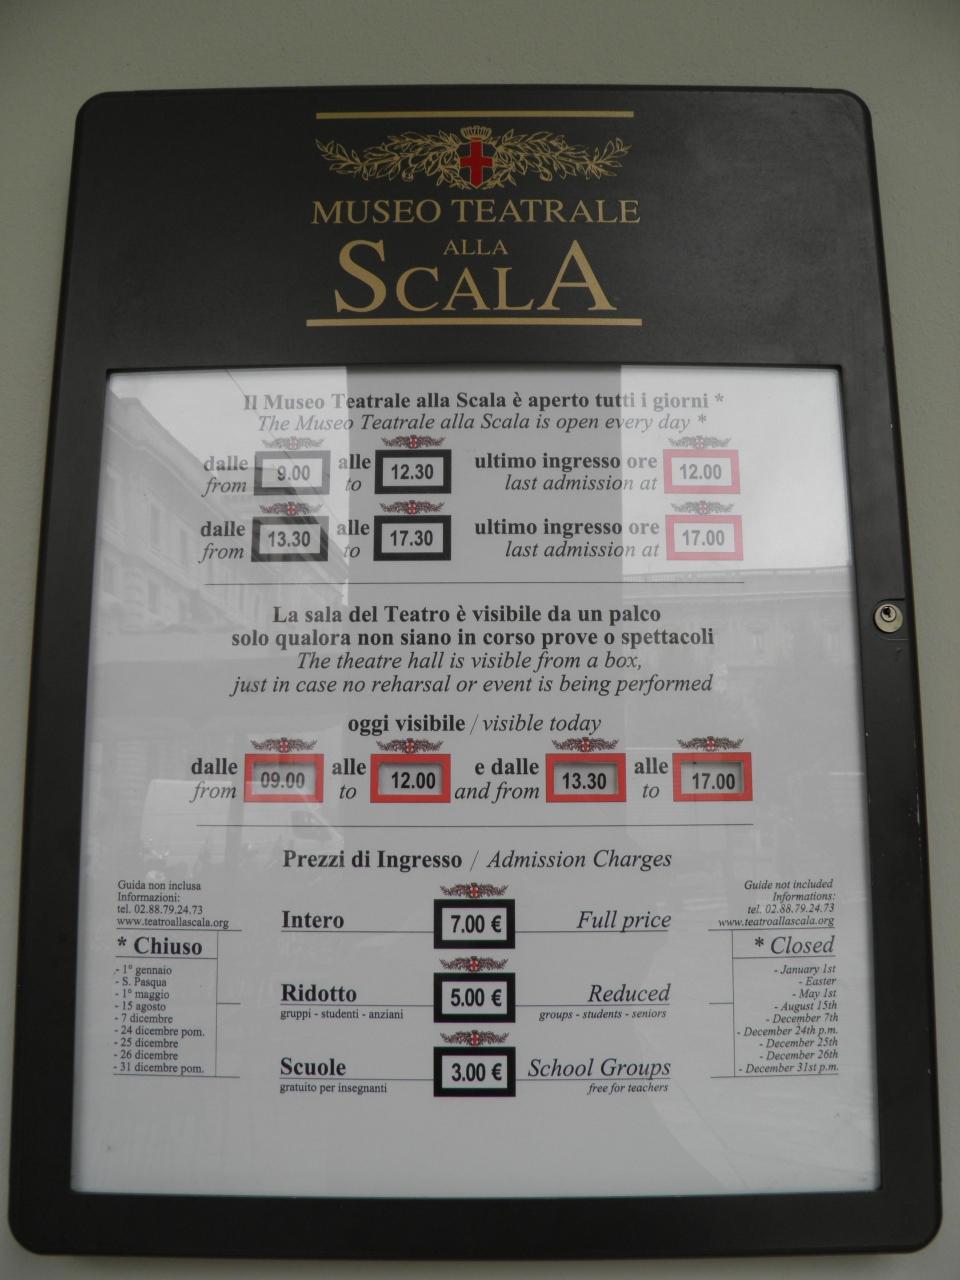 MUSEO TEATRALE
ALLA
SCALA
Il Museo Teatrale alla Scala è aperto tutti i giorni *
The Museo Teatrale alla Scala is open every day *
dalle 9.00 alle 12.30 ultimo ingresso ore 12.00
from to last admission at
dalle 13.30 alle 17.30 ultimo ingresso ore 17.00
from to last admission at
La sala del Teatro è visibile da un palco
solo qualora non siano in corso prove o spettacoli
The theatre hall is visible from a box,
just in case no reharsal or event is being performed
oggi visibile / visible today
dalle 09.00 alle 12.00 e dalle 13.30 alle 17.00
from to and from to
Prezzi di Ingresso / Admission Charges
Guida non inclusa
Informazioni:
tel. 02.88.79.24.73
www.teatroallascala.org
* Chiuso
- 1° gennaio
- S. Pasqua
- 1° maggio
- 15 agosto
- 7 dicembre
- 24 dicembre pom.
- 25 dicembre
- 26 dicembre
- 31 dicembre pom.
Intero 7.00 € Full price
Ridotto 5.00 € Reduced
gruppi - studenti - anziani groups - students - seniors
Scuole 3.00 € School Groups
gratuito per insegnanti free for teachers
Guide not included
Informations:
tel. 02.88.79.24.73
www.teatroallascala.org
* Closed
- January 1st
- Easter
- May 1st
- August 15th
- December 7th
- December 24th p.m.
- December 25th
- December 26th
- December 31st p.m.